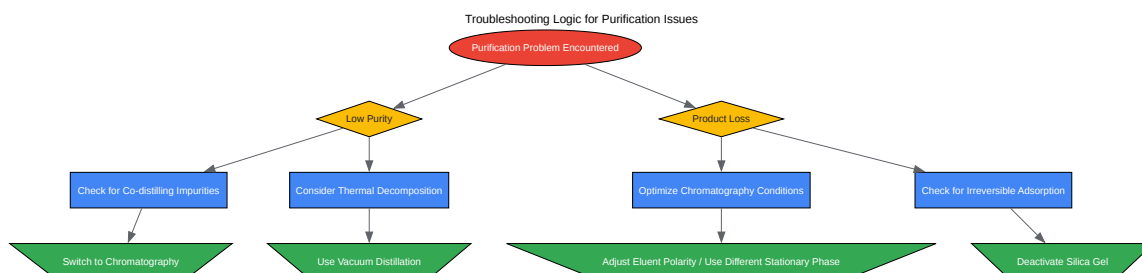 Troubleshooting Logic for Purification Issues
Purification Problem Encountered
Low Purity
Product Loss
Check for Co-distilling Impurities
Consider Thermal Decomposition
Optimize Chromatography Conditions
Check for Irreversible Adsorption
Switch to Chromatography
Use Vacuum Distillation
Adjust Eluent Polarity / Use Different Stationary Phase
Deactivate Silica Gel